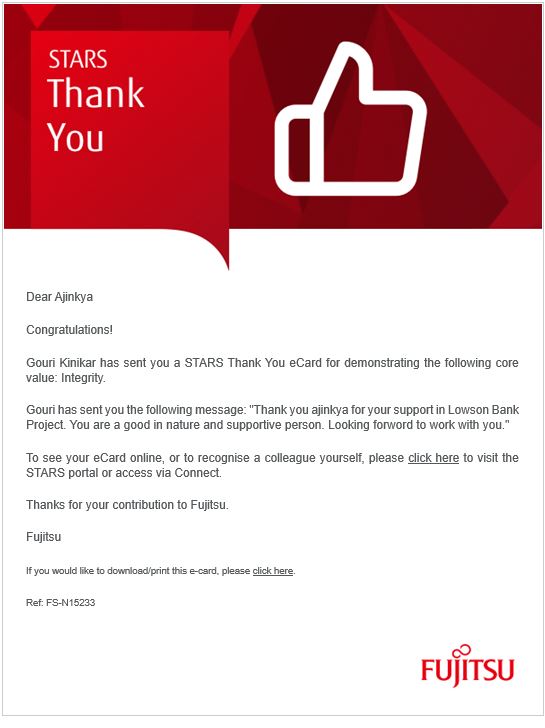 STARS
Thank
You
Dear Ajinkya
Congratulations!
Gouri Kinikar has sent you a STARS Thank You eCard for demonstrating the following core
value: Integrity.
Gouri has sent you the following message: "Thank you ajinkya for your support in Lowson Bank
Project. You are a good in nature and supportive person. Looking forword to work with you."
To see your eCard online, or to recognise a colleague yourself, please click here to visit the
STARS portal or access via Connect.
Thanks for your contribution to Fujitsu.
Fujitsu
If you would like to download/print this e-card, please click here.
Ref: FS-N15233
FUJITSU